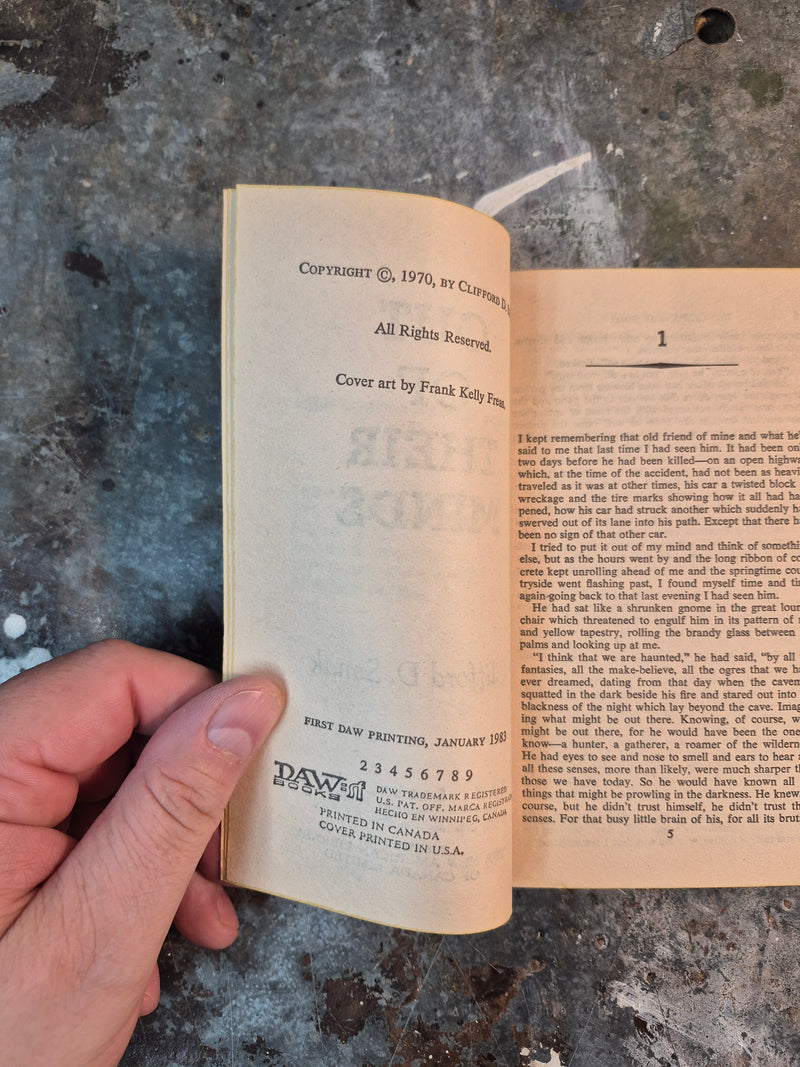 COPYRIGHT ©, 1970, BY CLIFFORD D.
All Rights Reserved.
Cover art by Frank Kelly Freas.
FIRST DAW PRINTING, JANUARY 1983
2 3 4 5 6 7 8 9
DAW sf
BOOKS
DAW TRADEMARK REGISTERED
U.S. PAT. OFF. MARCA
HECHO EN WINNIPEG, CANADA
PRINTED IN CANADA
COVER PRINTED IN U.S.A.
1
I kept remembering that old friend of mine and what he'
said to me that last time I had seen him. It had been onl
two days before he had been killed—on an open highwa
which, at the time of the accident, had not been as heavi
traveled as it was at other times, his car a twisted block
wreckage and the tire marks showing how it all had ha
pened, how his car had struck another which suddenly ha
swerved out of its lane into his path. Except that there ha
been no sign of that other car.
I tried to put it out of my mind and think of somethin
else, but as the hours went by and the long ribbon of co
crete kept unrolling ahead of me and the springtime cou
tryside went flashing past, I found myself time and tim
again going back to that last evening I had seen him.
He had sat like a shrunken gnome in the great loun
chair which threatened to engulf him in its pattern of r
and yellow tapestry, rolling the brandy glass between
palms and looking up at me.
"I think that we are haunted," he had said, "by all
fantasies, all the make-believe, all the ogres that we ha
ever dreamed, dating from that day when the cavem
squatted in the dark beside his fire and stared out into
blackness of the night which lay beyond the cave. Imag
ing what might be out there. Knowing, of course, w
might be out there, for he would have been the one
know—a hunter, a gatherer, a roamer of the wildern
He had eyes to see and nose to smell and ears to hear a
all these senses, more than likely, were much sharper th
those we have today. So he would have known all
things that might be prowling in the darkness. He knew
course, but he didn't trust himself, he didn't trust th
senses. For that busy little brain of his, for all its brut
5